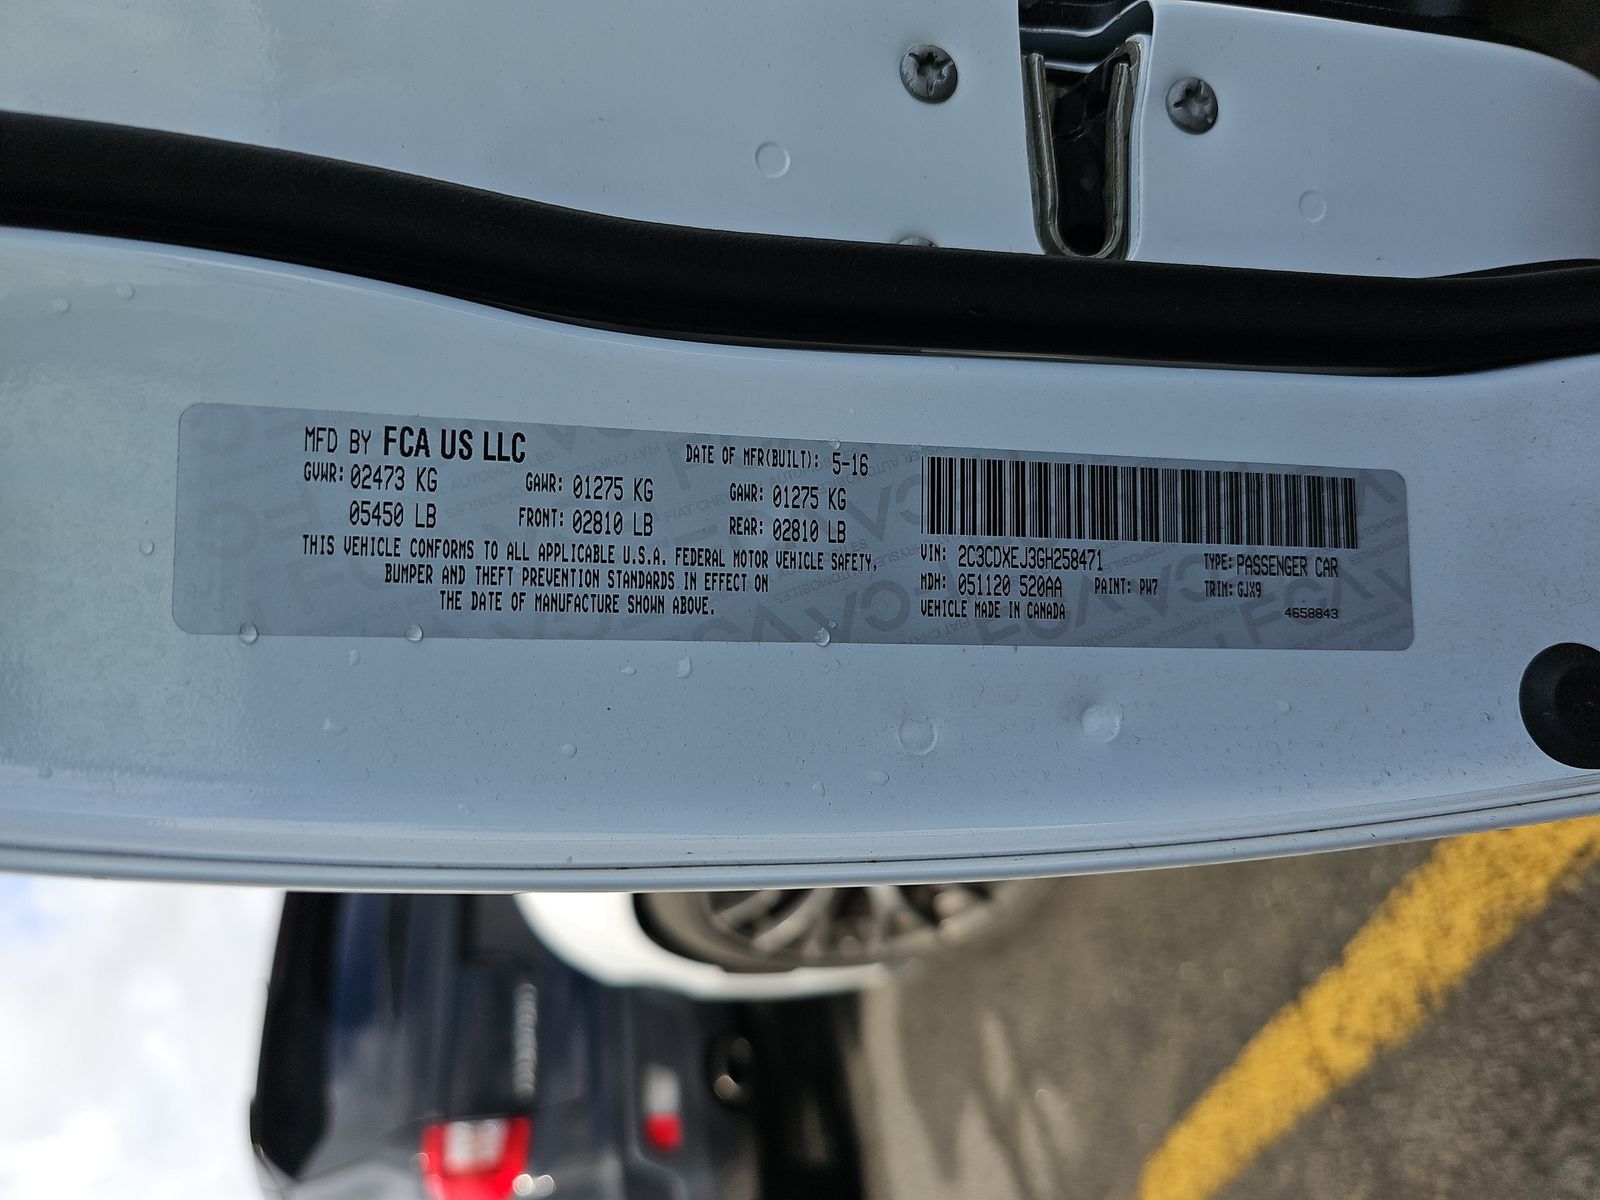 MFD BY FCA US LLC
DATE OF MFR(BUILT): 5-16
GVWR: 02473 KG GAWR: 01275 KG GAWR: 01275 KG
05450 LB FRONT: 02810 LB REAR: 02810 LB
THIS VEHICLE CONFORMS TO ALL APPLICABLE U.S.A. FEDERAL MOTOR VEHICLE SAFETY,
BUMPER AND THEFT PREVENTION STANDARDS IN EFFECT ON
THE DATE OF MANUFACTURE SHOWN ABOVE.
VIN: 2C3CDXEJ3GH258471 TYPE: PASSENGER CAR
MDH: 051120 520AA PAINT: PW7 TRIM: GJX9
VEHICLE MADE IN CANADA 4658843